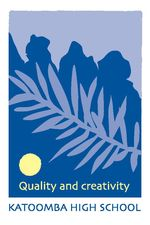 Quality and creativity
KATOOMBA HIGH SCHOOL